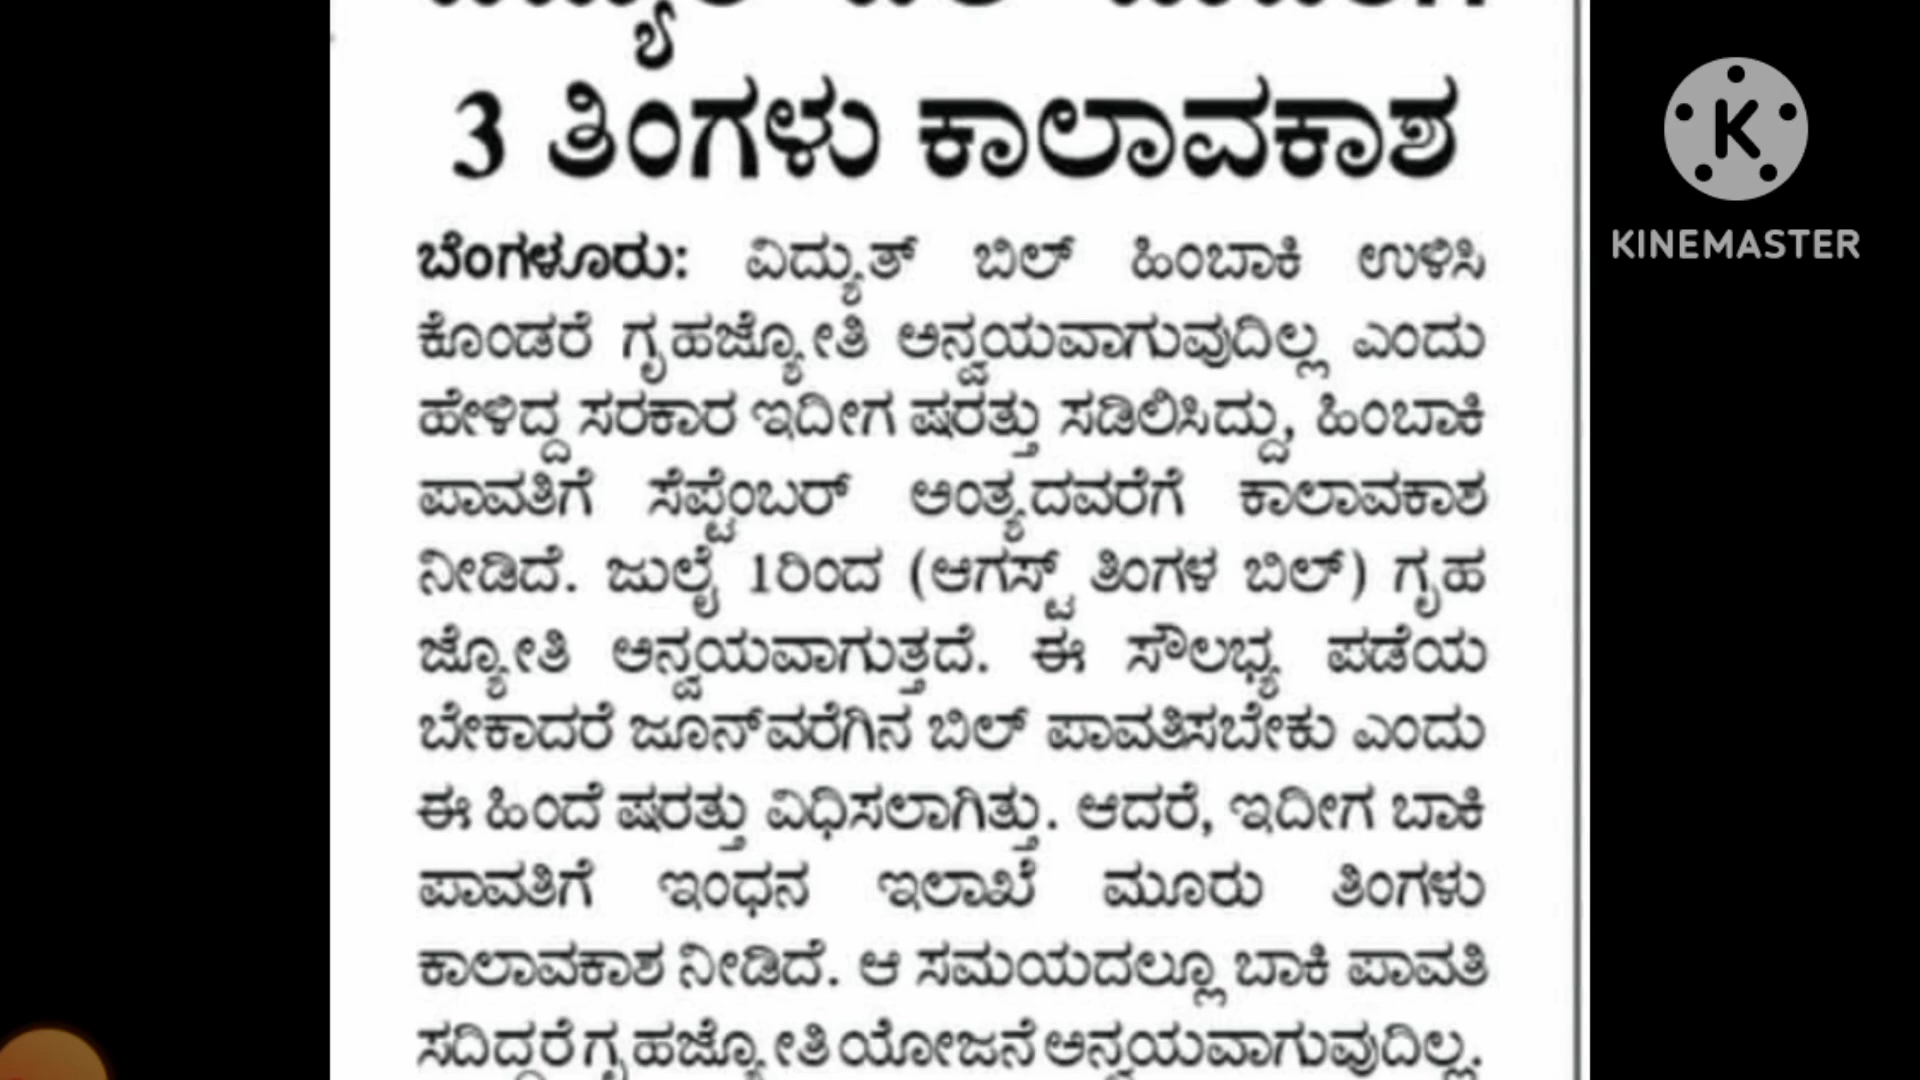 3 ತಿಂಗಳು ಕಾಲಾವಕಾಶ
ಬೆಂಗಳೂರು: ವಿದ್ಯುತ್ ಬಿಲ್ ಹಿಂಬಾಕಿ ಉಳಿಸಿ
ಕೊಂಡರೆ ಗೃಹಜ್ಯೋತಿ ಅನ್ವಯವಾಗುವುದಿಲ್ಲ ಎಂದು
ಹೇಳಿದ್ದ ಸರಕಾರ ಇದೀಗ ಷರತ್ತು ಸಡಿಲಿಸಿದ್ದು, ಹಿಂಬಾಕಿ
ಪಾವತಿಗೆ ಸೆಪ್ಟೆಂಬರ್ ಅಂತ್ಯದವರೆಗೆ ಕಾಲಾವಕಾಶ
ನೀಡಿದೆ. ಜುಲೈ 1ರಿಂದ (ಆಗಸ್ಟ್ ತಿಂಗಳ ಬಿಲ್) ಗೃಹ
ಜ್ಯೋತಿ ಅನ್ವಯವಾಗುತ್ತದೆ. ಈ ಸೌಲಭ್ಯ ಪಡೆಯ
ಬೇಕಾದರೆ ಜೂನ್‌ವರೆಗಿನ ಬಿಲ್ ಪಾವತಿಸಬೇಕು ಎಂದು
ಈ ಹಿಂದೆ ಷರತ್ತು ವಿಧಿಸಲಾಗಿತ್ತು. ಆದರೆ, ಇದೀಗ ಬಾಕಿ
ಪಾವತಿಗೆ ಇಂಧನ ಇಲಾಖೆ ಮೂರು ತಿಂಗಳು
ಕಾಲಾವಕಾಶ ನೀಡಿದೆ. ಆ ಸಮಯದಲ್ಲೂ ಬಾಕಿ ಪಾವತಿ
ಸದಿದ್ದರೆ ಗೃಹಜ್ಯೋತಿ ಯೋಜನೆ ಅನ್ವಯವಾಗುವುದಿಲ್ಲ.
K
KINEMASTER